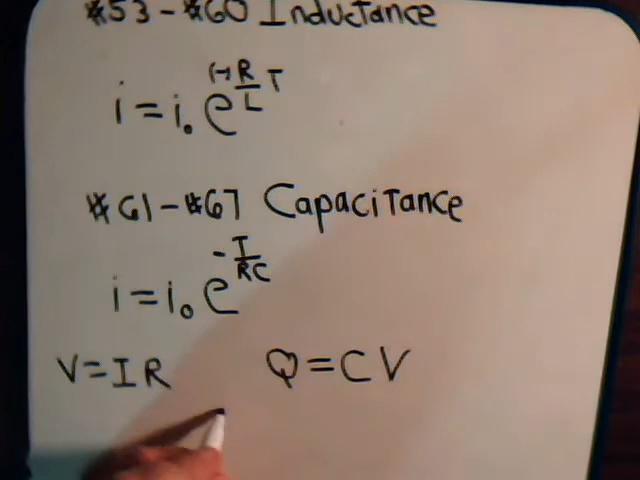 #53-#60 Inductance
i = i₀ e^(-R/L T)
#61-#67 Capacitance
i = i₀ e^(-T/RC)
V=IR Q=CV